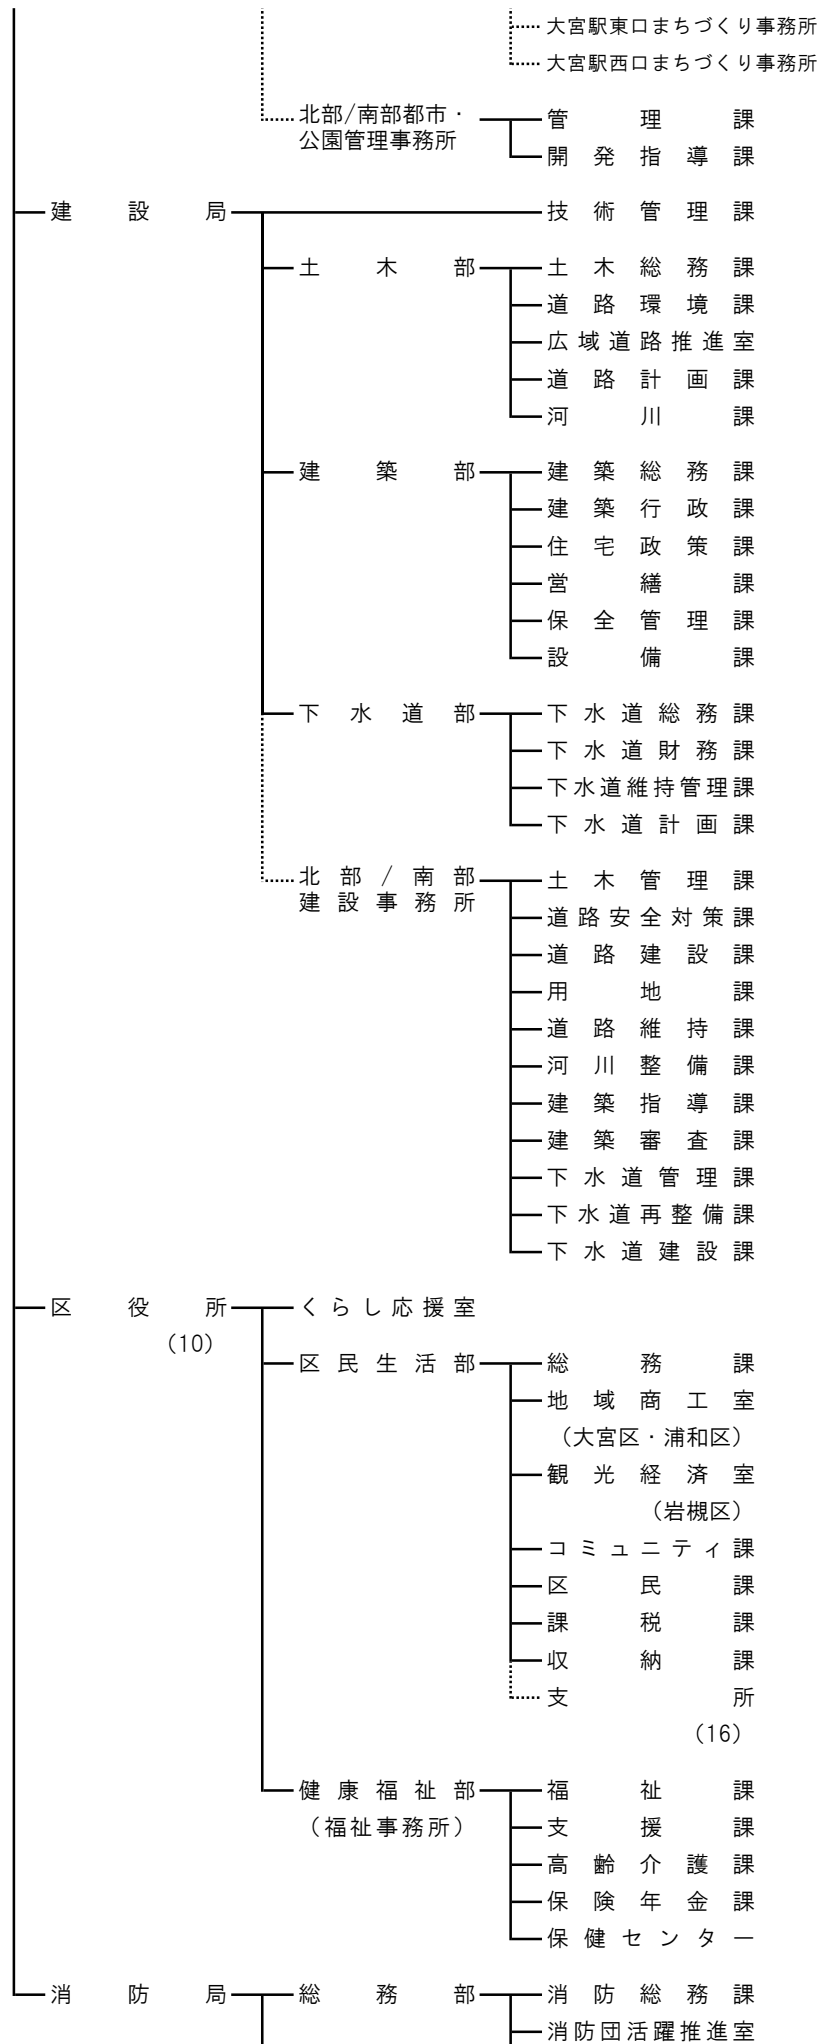 大宮駅東口まちづくり事務所
大宮駅西口まちづくり事務所
北部/南部都市・ 管理課
公園管理事務所 開発指導課
建設局 技術管理課
土木部 土木総務課
道路環境課
広域道路推進室
道路計画課
河川課
建築部 建築総務課
建築行政課
住宅政策課
営繕課
保全管理課
設備課
下水道部 下水道総務課
下水道財務課
下水道維持管理課
下水道計画課
北部/南部 土木管理課
建設事務所 道路安全対策課
道路建設課
用地課
道路維持課
河川整備課
建築指導課
建築審査課
下水道管理課
下水道再整備課
下水道建設課
区役所 くらし応援室
(10)
区民生活部 総務課
地域商工室
(大宮区・浦和区)
観光経済室
(岩槻区)
コミュニティ課
区民課
課税課
収納課
支所
(16)
健康福祉部 福祉課
(福祉事務所) 支援課
高齢介護課
保険年金課
保健センター
消防局 総務部 消防総務課
消防団活躍推進室